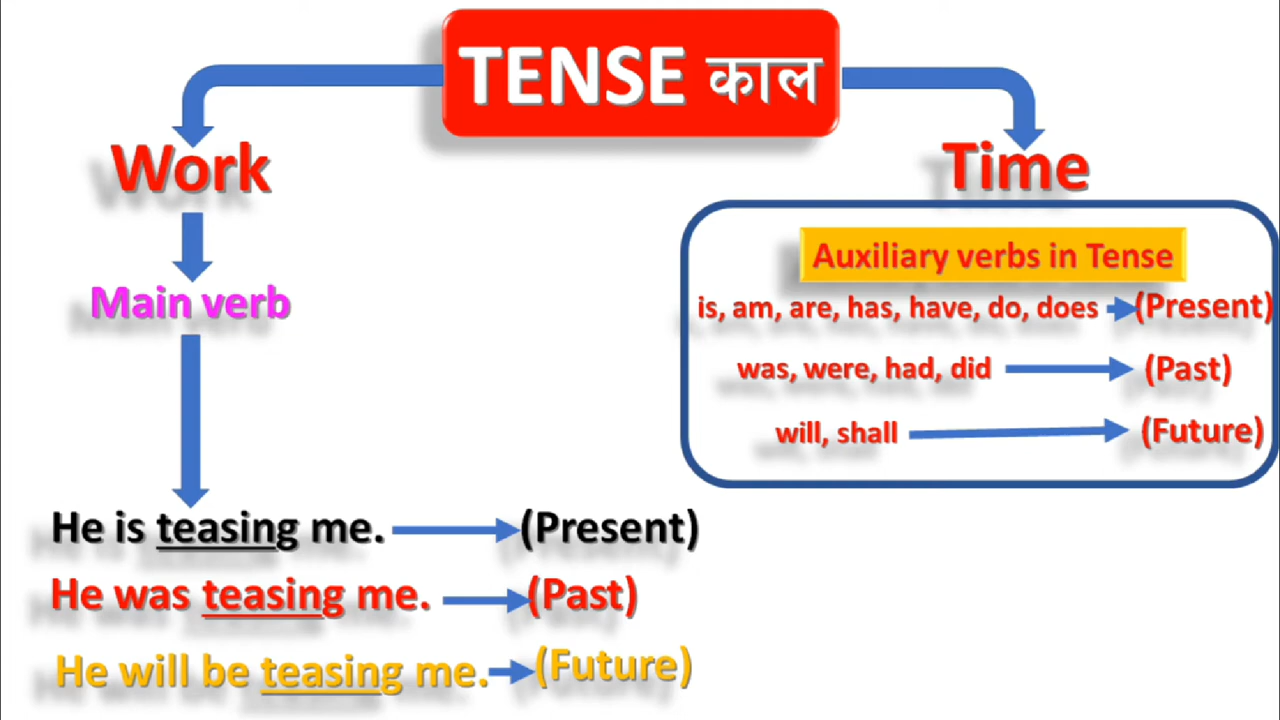 TENSE काल
Work
Time
Main verb
Auxiliary verbs in Tense
is, am, are, has, have, do, does (Present)
was, were, had, did (Past)
will, shall (Future)
He is teasing me. (Present)
He was teasing me. (Past)
He will be teasing me. (Future)